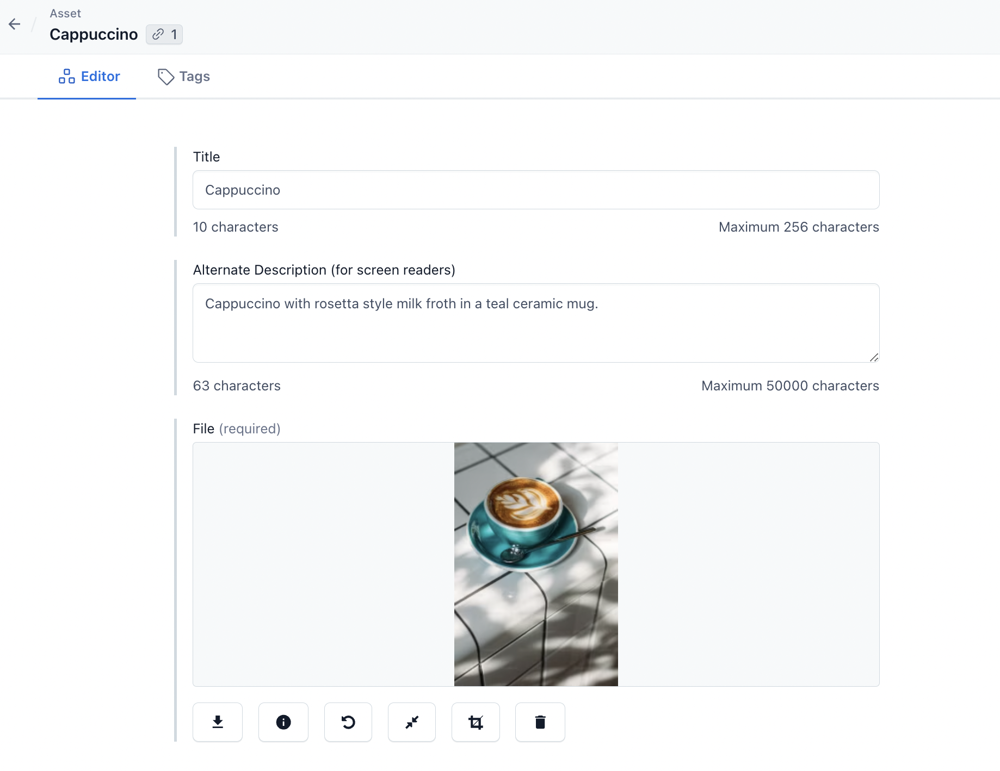 Asset
Cappuccino 1
Editor Tags
Title
Cappuccino
10 characters Maximum 256 characters
Alternate Description (for screen readers)
Cappuccino with rosetta style milk froth in a teal ceramic mug.
63 characters Maximum 50000 characters
File (required)